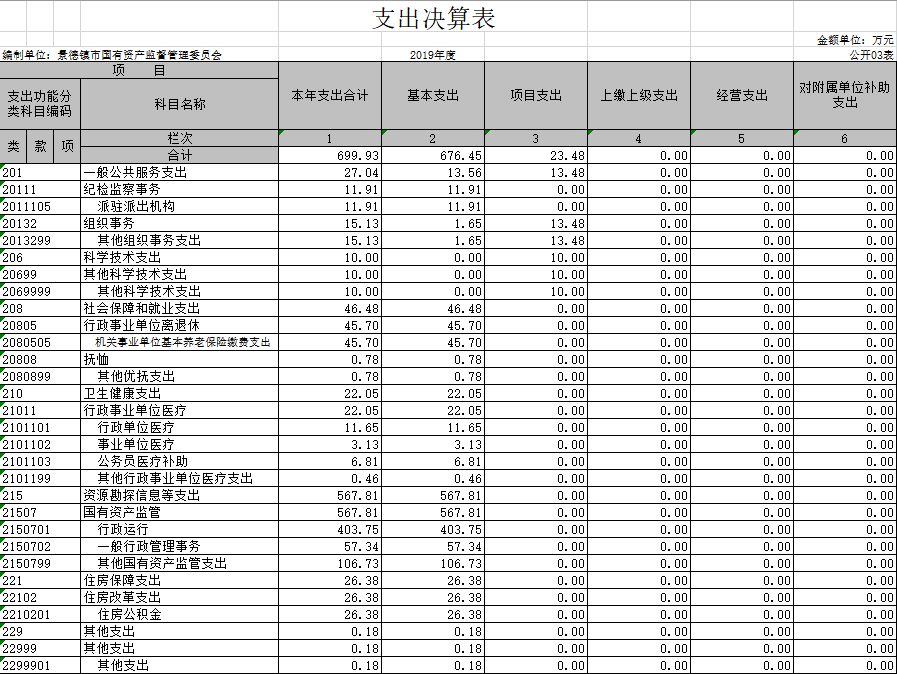 支出决算表
金额单位：万元
编制单位：景德镇市国有资产监督管理委员会 2019年度 公开03表
项 目 本年支出合计 基本支出 项目支出 上缴上级支出 经营支出 对附属单位补助支出
支出功能分类科目编码 科目名称
类 款 项 栏次 1 2 3 4 5 6
合计 699.93 676.45 23.48 0.00 0.00 0.00
201 一般公共服务支出 27.04 13.56 13.48 0.00 0.00 0.00
20111 纪检监察事务 11.91 11.91 0.00 0.00 0.00 0.00
2011105 派驻派出机构 11.91 11.91 0.00 0.00 0.00 0.00
20132 组织事务 15.13 1.65 13.48 0.00 0.00 0.00
2013299 其他组织事务支出 15.13 1.65 13.48 0.00 0.00 0.00
206 科学技术支出 10.00 0.00 10.00 0.00 0.00 0.00
20699 其他科学技术支出 10.00 0.00 10.00 0.00 0.00 0.00
2069999 其他科学技术支出 10.00 0.00 10.00 0.00 0.00 0.00
208 社会保障和就业支出 46.48 46.48 0.00 0.00 0.00 0.00
20805 行政事业单位离退休 45.70 45.70 0.00 0.00 0.00 0.00
2080505 机关事业单位基本养老保险缴费支出 45.70 45.70 0.00 0.00 0.00 0.00
20808 抚恤 0.78 0.78 0.00 0.00 0.00 0.00
2080899 其他优抚支出 0.78 0.78 0.00 0.00 0.00 0.00
210 卫生健康支出 22.05 22.05 0.00 0.00 0.00 0.00
21011 行政事业单位医疗 22.05 22.05 0.00 0.00 0.00 0.00
2101101 行政单位医疗 11.65 11.65 0.00 0.00 0.00 0.00
2101102 事业单位医疗 3.13 3.13 0.00 0.00 0.00 0.00
2101103 公务员医疗补助 6.81 6.81 0.00 0.00 0.00 0.00
2101199 其他行政事业单位医疗支出 0.46 0.46 0.00 0.00 0.00 0.00
215 资源勘探信息等支出 567.81 567.81 0.00 0.00 0.00 0.00
21507 国有资产监管 567.81 567.81 0.00 0.00 0.00 0.00
2150701 行政运行 403.75 403.75 0.00 0.00 0.00 0.00
2150702 一般行政管理事务 57.34 57.34 0.00 0.00 0.00 0.00
2150799 其他国有资产监管支出 106.73 106.73 0.00 0.00 0.00 0.00
221 住房保障支出 26.38 26.38 0.00 0.00 0.00 0.00
22102 住房改革支出 26.38 26.38 0.00 0.00 0.00 0.00
2210201 住房公积金 26.38 26.38 0.00 0.00 0.00 0.00
229 其他支出 0.18 0.18 0.00 0.00 0.00 0.00
22999 其他支出 0.18 0.18 0.00 0.00 0.00 0.00
2299901 其他支出 0.18 0.18 0.00 0.00 0.00 0.00